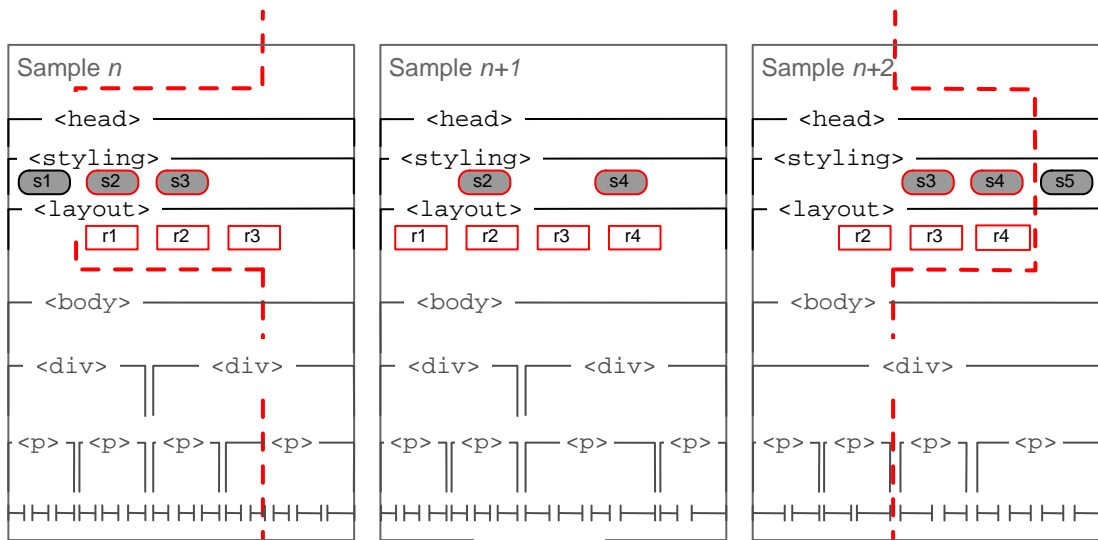 Sample n
Sample n+1
Sample n+2
<head>
<head>
<head>
<styling>
<styling>
<styling>
s1 s2 s3
s2 s4
s3 s4 s5
<layout>
<layout>
<layout>
r1 r2 r3
r1 r2 r3 r4
r2 r3 r4
<body>
<body>
<body>
<div> <div>
<div> <div>
<div>
<p> <p> <p> <p>
<p> <p> <p> <p>
<p> <p> <p> <p>